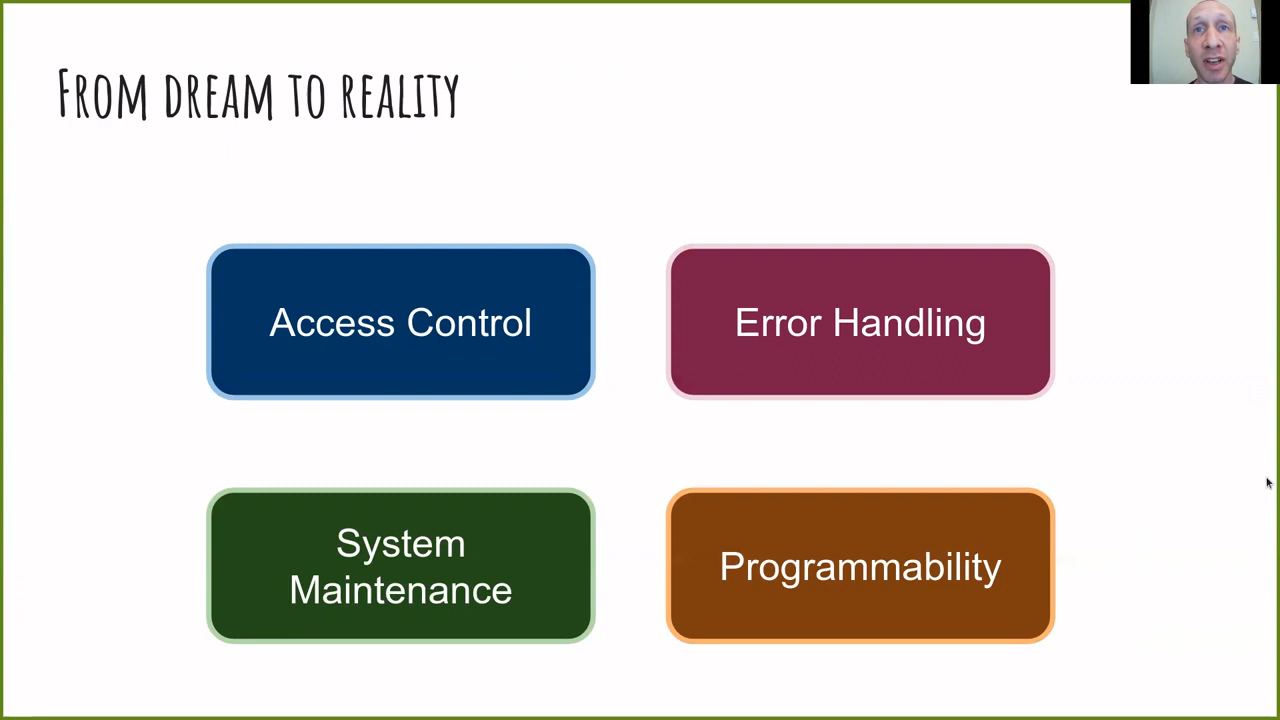 From dream to reality
Access Control
Error Handling
System
Maintenance
Programmability